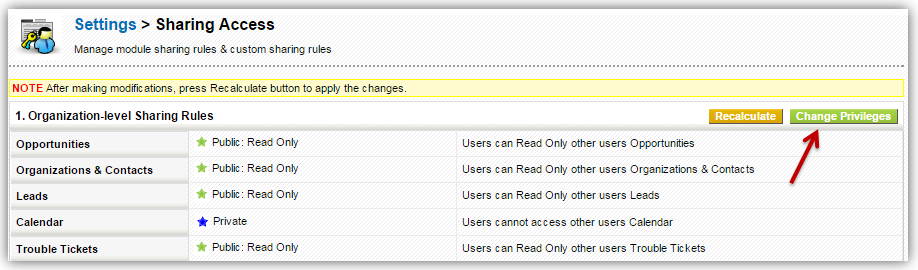 Settings > Sharing Access
Manage module sharing rules & custom sharing rules
NOTE After making modifications, press Recalculate button to apply the changes.
1. Organization-level Sharing Rules Recalculate Change Privileges
Opportunities Public: Read Only Users can Read Only other users Opportunities
Organizations & Contacts Public: Read Only Users can Read Only other users Organizations & Contacts
Leads Public: Read Only Users can Read Only other users Leads
Calendar Private Users cannot access other users Calendar
Trouble Tickets Public: Read Only Users can Read Only other users Trouble Tickets